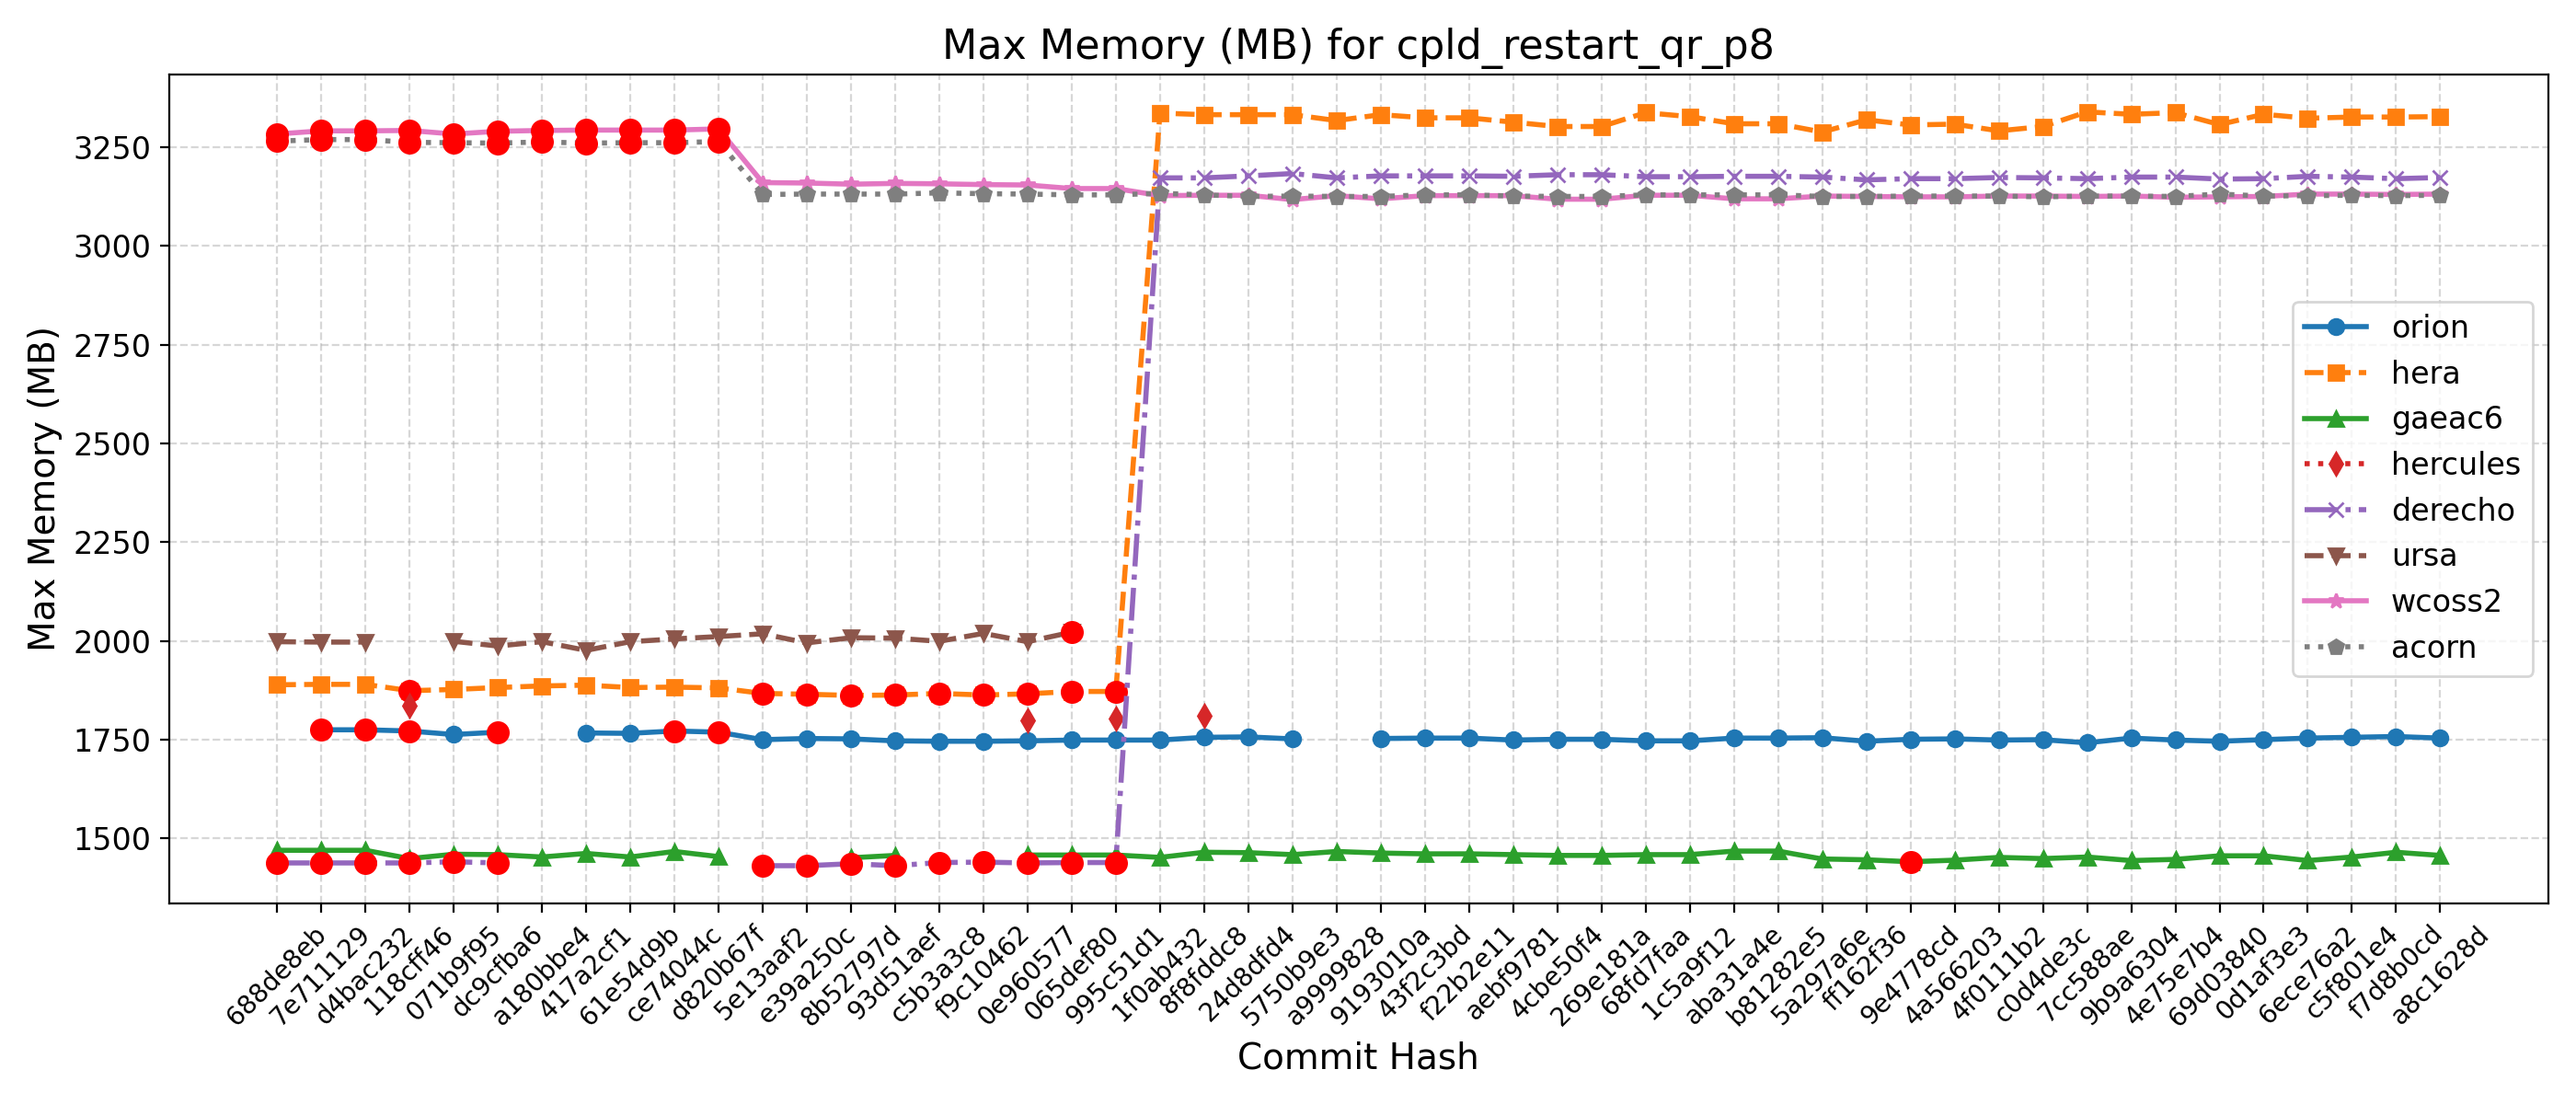 Max Memory (MB) for cpld_restart_qr_p8
Max Memory (MB)
3250
3000
2750
2500
2250
2000
1750
1500
orion
hera
gaeac6
hercules
derecho
ursa
wcoss2
acorn
688de8eb
7e711129
d4bac232
118cff46
071b9f95
dc9cfba6
a180bbe4
417a2cf1
61e54d9b
ce74044c
d820b67f
5e13aaf2
e39a250c
8b52797d
93d51aef
c5b3a3c8
f9c10462
0e960577
065def80
995c51d1
1f0ab432
8f8fddc8
24d8dfd4
5750b9e3
a9999828
9193010a
43f2c3bd
f22b2e11
aebf9781
4cbe50f4
269e181a
68fd7faa
1c5a9f12
aba31a4e
b81282e5
5a297a6e
ff162f36
9e4778cd
4a566203
4f0111b2
c0d4de3c
7cc588ae
9b9a6304
4e75e7b4
69d03840
0d1af3e3
6ece76a2
c5f801e4
f7d8b0cd
a8c1628d
Commit Hash